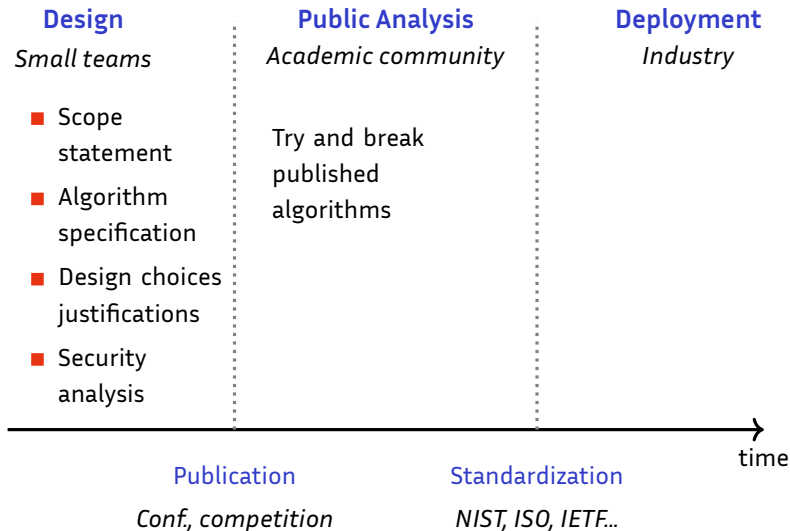 Design
Small teams
Scope
statement
Algorithm
specification
Design choices
justifications
Security
analysis
Public Analysis
Academic community
Try and break
published
algorithms
Deployment
Industry
time
Publication
Conf., competition
Standardization
NIST, ISO, IETF...